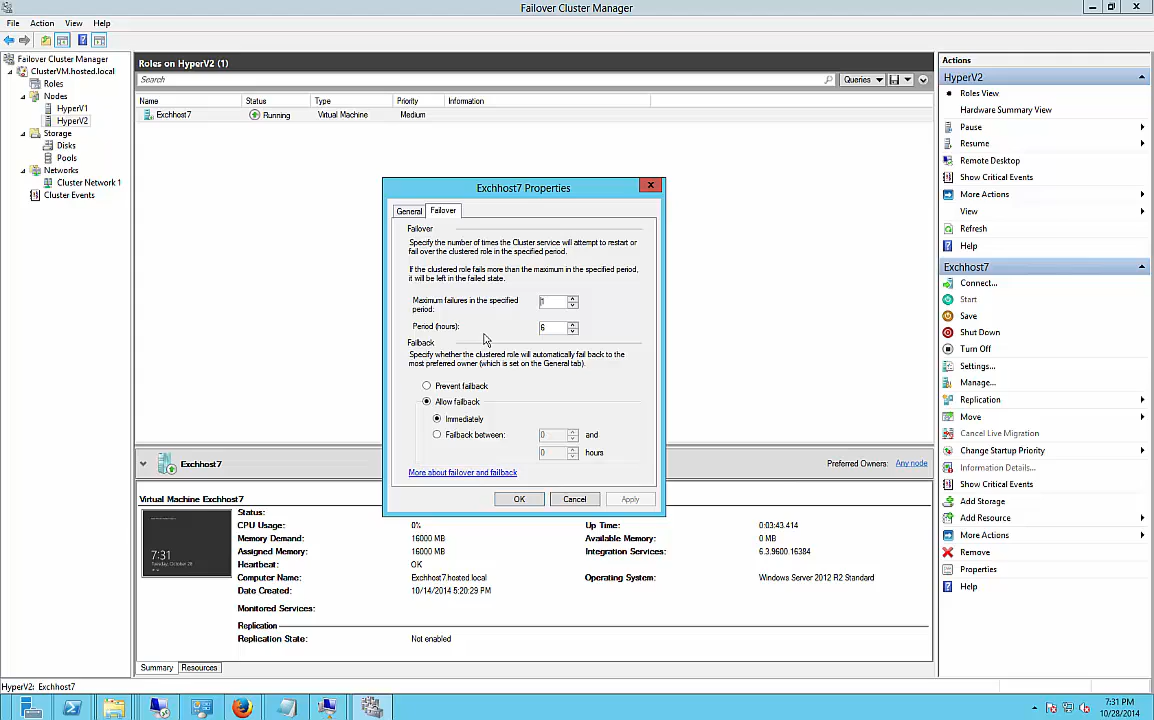 Failover Cluster Manager
File Action View Help
Failover Cluster Manager
ClusterVM.hosted.local
Roles
Nodes
HyperV1
HyperV2
Storage
Disks
Pools
Networks
Cluster Network 1
Cluster Events
Roles on HyperV2 (1)
Search
Queries
Name Status Type Priority Information
Exchhost7 Running Virtual Machine Medium
Exchhost7 Properties
General Failover
Failover
Specify the number of times the Cluster service will attempt to restart or
fail over the clustered role in the specified period.
If the clustered role fails more than the maximum in the specified period,
it will be left in the failed state.
Maximum failures in the specified
period:
1
Period (hours): 6
Failback
Specify whether the clustered role will automatically fail back to the
most preferred owner (which is set on the General tab).
Prevent failback
Allow failback
Immediately
Failback between: 0 and
0 hours
More about failover and failback
OK Cancel Apply
Exchhost7 Preferred Owners: Any node
Virtual Machine Exchhost7
7:31
Tuesday, October 28
Status:
CPU Usage: 0% Up Time: 0:03:43.414
Memory Demand: 16000 MB Available Memory: 0 MB
Assigned Memory: 16000 MB Integration Services: 6.3.9600.16384
Heartbeat: OK
Computer Name: Exchhost7.hosted.local Operating System: Windows Server 2012 R2 Standard
Date Created: 10/14/2014 5:20:29 PM
Monitored Services:
Replication
Replication State: Not enabled
Summary Resources
Actions
HyperV2
Roles View
Hardware Summary View
Pause
Resume
Remote Desktop
Show Critical Events
More Actions
View
Refresh
Help
Exchhost7
Connect...
Start
Save
Shut Down
Turn Off
Settings...
Manage...
Replication
Move
Cancel Live Migration
Change Startup Priority
Information Details...
Show Critical Events
Add Storage
Add Resource
More Actions
Remove
Properties
Help
HyperV2: Exchhost7
7:31 PM
10/28/2014